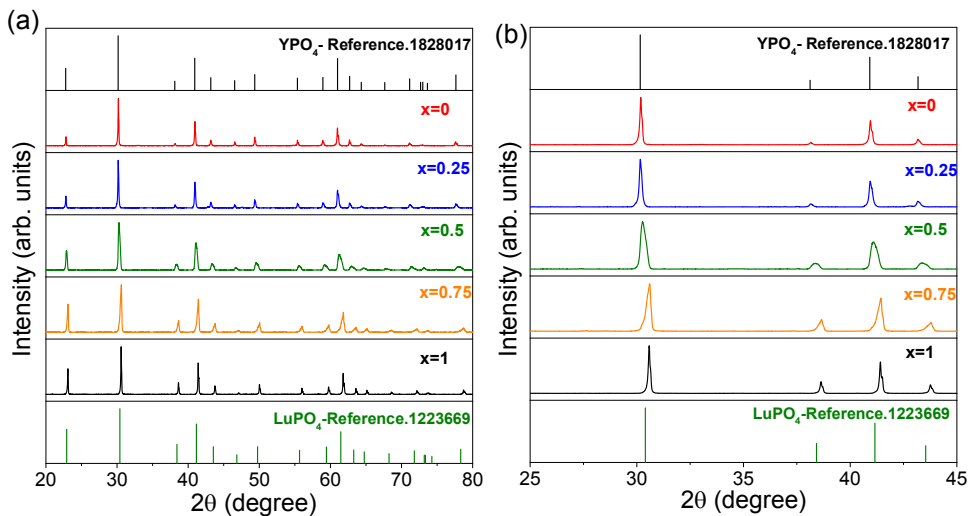 (a)
YPO4- Reference.1828017
x=0
x=0.25
x=0.5
x=0.75
x=1
LuPO4-Reference.1223669
20 30 40 50 60 70 80
2θ (degree)
Intensity (arb. units)
(b)
YPO4- Reference.1828017
x=0
x=0.25
x=0.5
x=0.75
x=1
LuPO4-Reference.1223669
25 30 35 40 45
2θ (degree)
Intensity (arb. units)